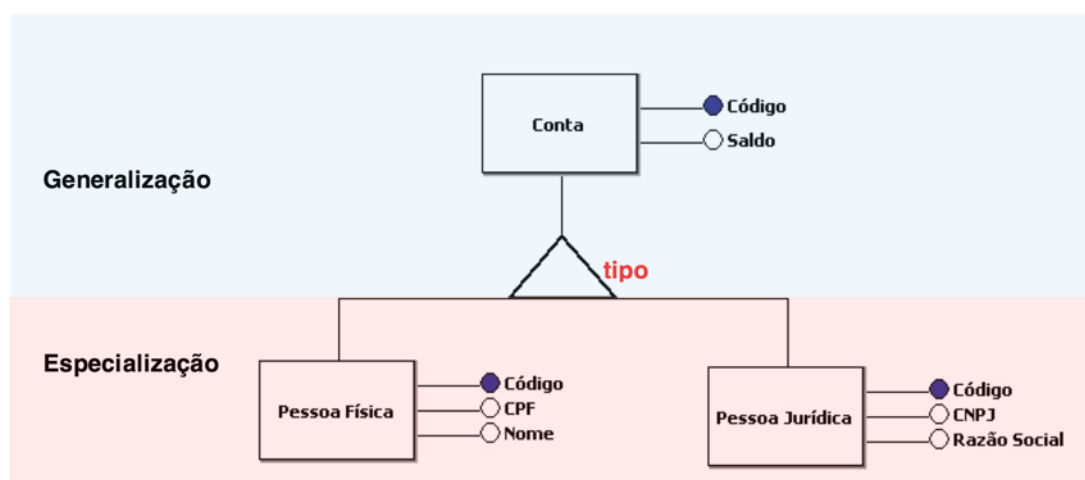 Conta
Código
Saldo
Generalização
tipo
Especialização
Pessoa Física
Código
CPF
Nome
Pessoa Jurídica
Código
CNPJ
Razão Social